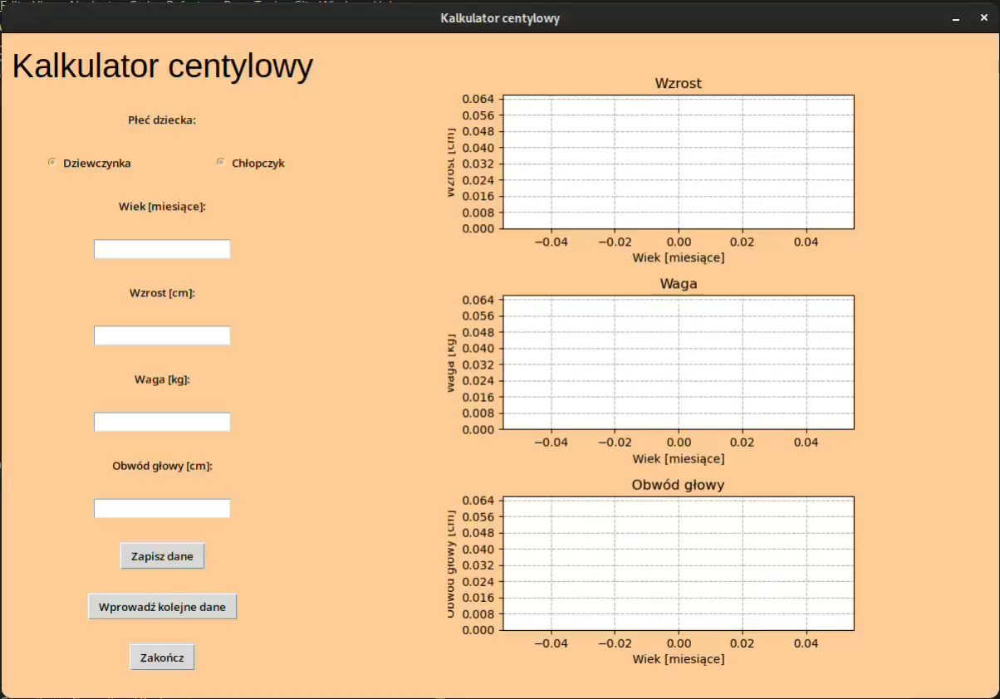 Kalkulator centylowy
Kalkulator centylowy
Płeć dziecka:
Dziewczynka
Chłopczyk
Wiek [miesiące]:
Wzrost [cm]:
Waga [kg]:
Obwód głowy [cm]:
Zapisz dane
Wprowadź kolejne dane
Zakończ
Wzrost
Wzrost [cm]
0.064
0.056
0.048
0.040
0.032
0.024
0.016
0.008
0.000
−0.04 −0.02 0.00 0.02 0.04
Wiek [miesiące]
Waga
Waga [kg]
0.064
0.056
0.048
0.040
0.032
0.024
0.016
0.008
0.000
−0.04 −0.02 0.00 0.02 0.04
Wiek [miesiące]
Obwód głowy
Obwód głowy [cm]
0.064
0.056
0.048
0.040
0.032
0.024
0.016
0.008
0.000
−0.04 −0.02 0.00 0.02 0.04
Wiek [miesiące]